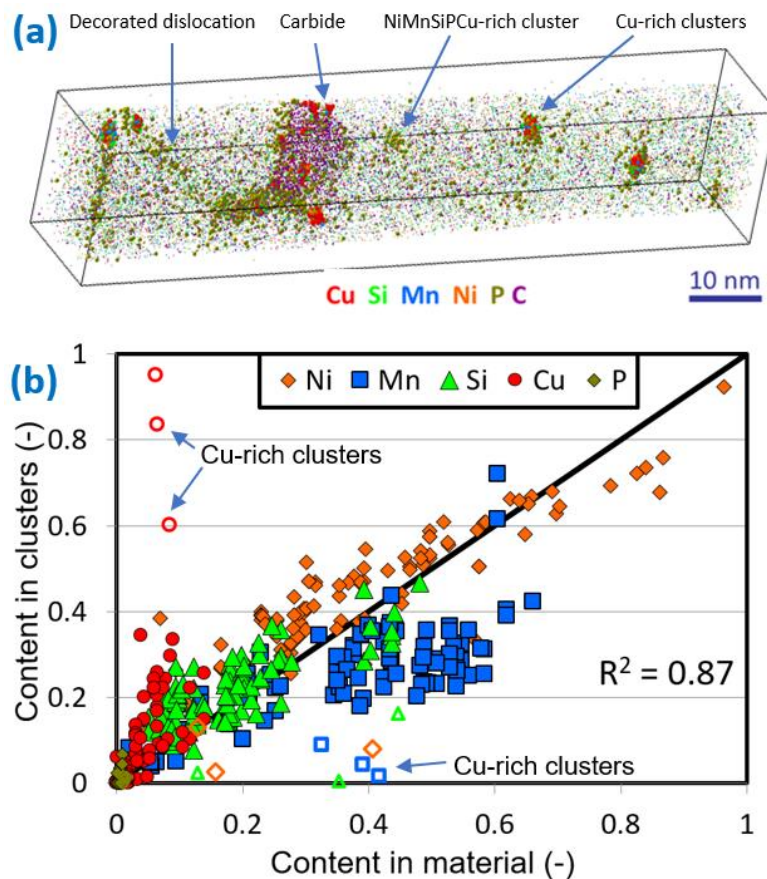 (a)
Decorated dislocation Carbide NiMnSiPCu-rich cluster Cu-rich clusters
Cu Si Mn Ni P C
10 nm
(b)
1
Ni Mn Si Cu P
0.8
Cu-rich clusters
0.6
0.4
R² = 0.87
0.2
Cu-rich clusters
0
0 0.2 0.4 0.6 0.8 1
Content in clusters (-)
Content in material (-)